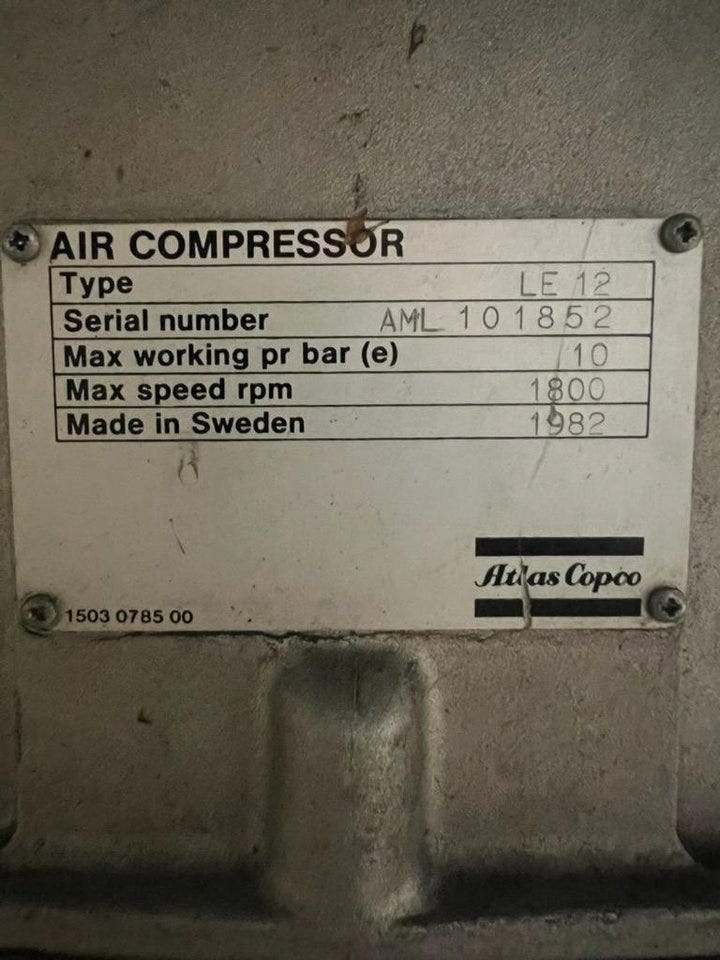 AIR COMPRESSOR
Type LE 12
Serial number AML 101852
Max working pr bar (e) 10
Max speed rpm 1800
Made in Sweden 1982
Atlas Copco
1503 0785 00